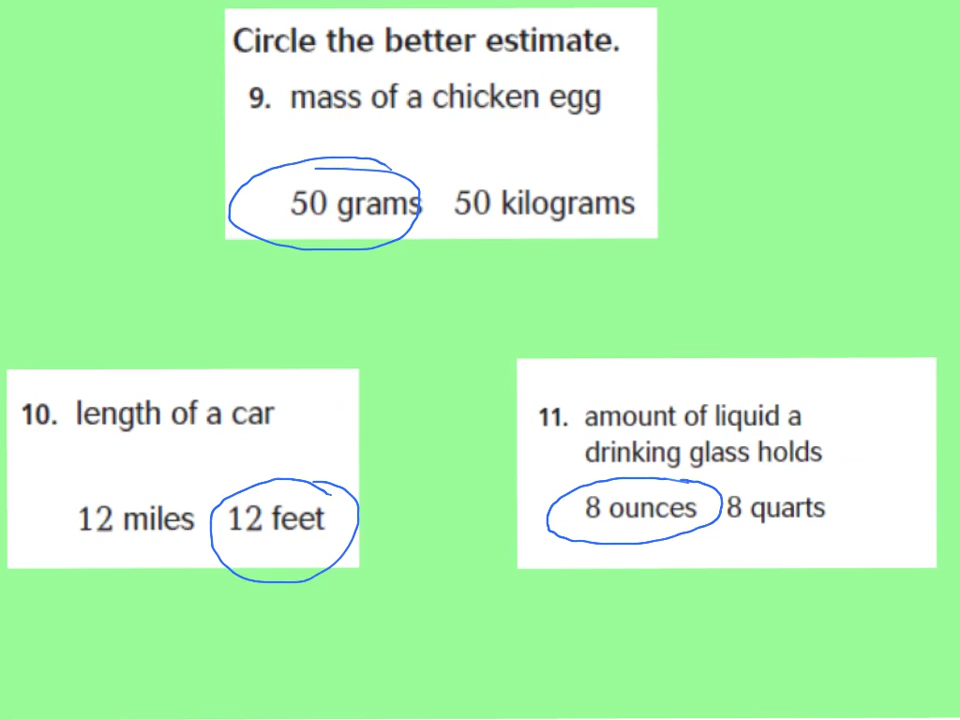 Circle the better estimate.
9. mass of a chicken egg
50 grams 50 kilograms
10. length of a car
12 miles 12 feet
11. amount of liquid a
drinking glass holds
8 ounces 8 quarts